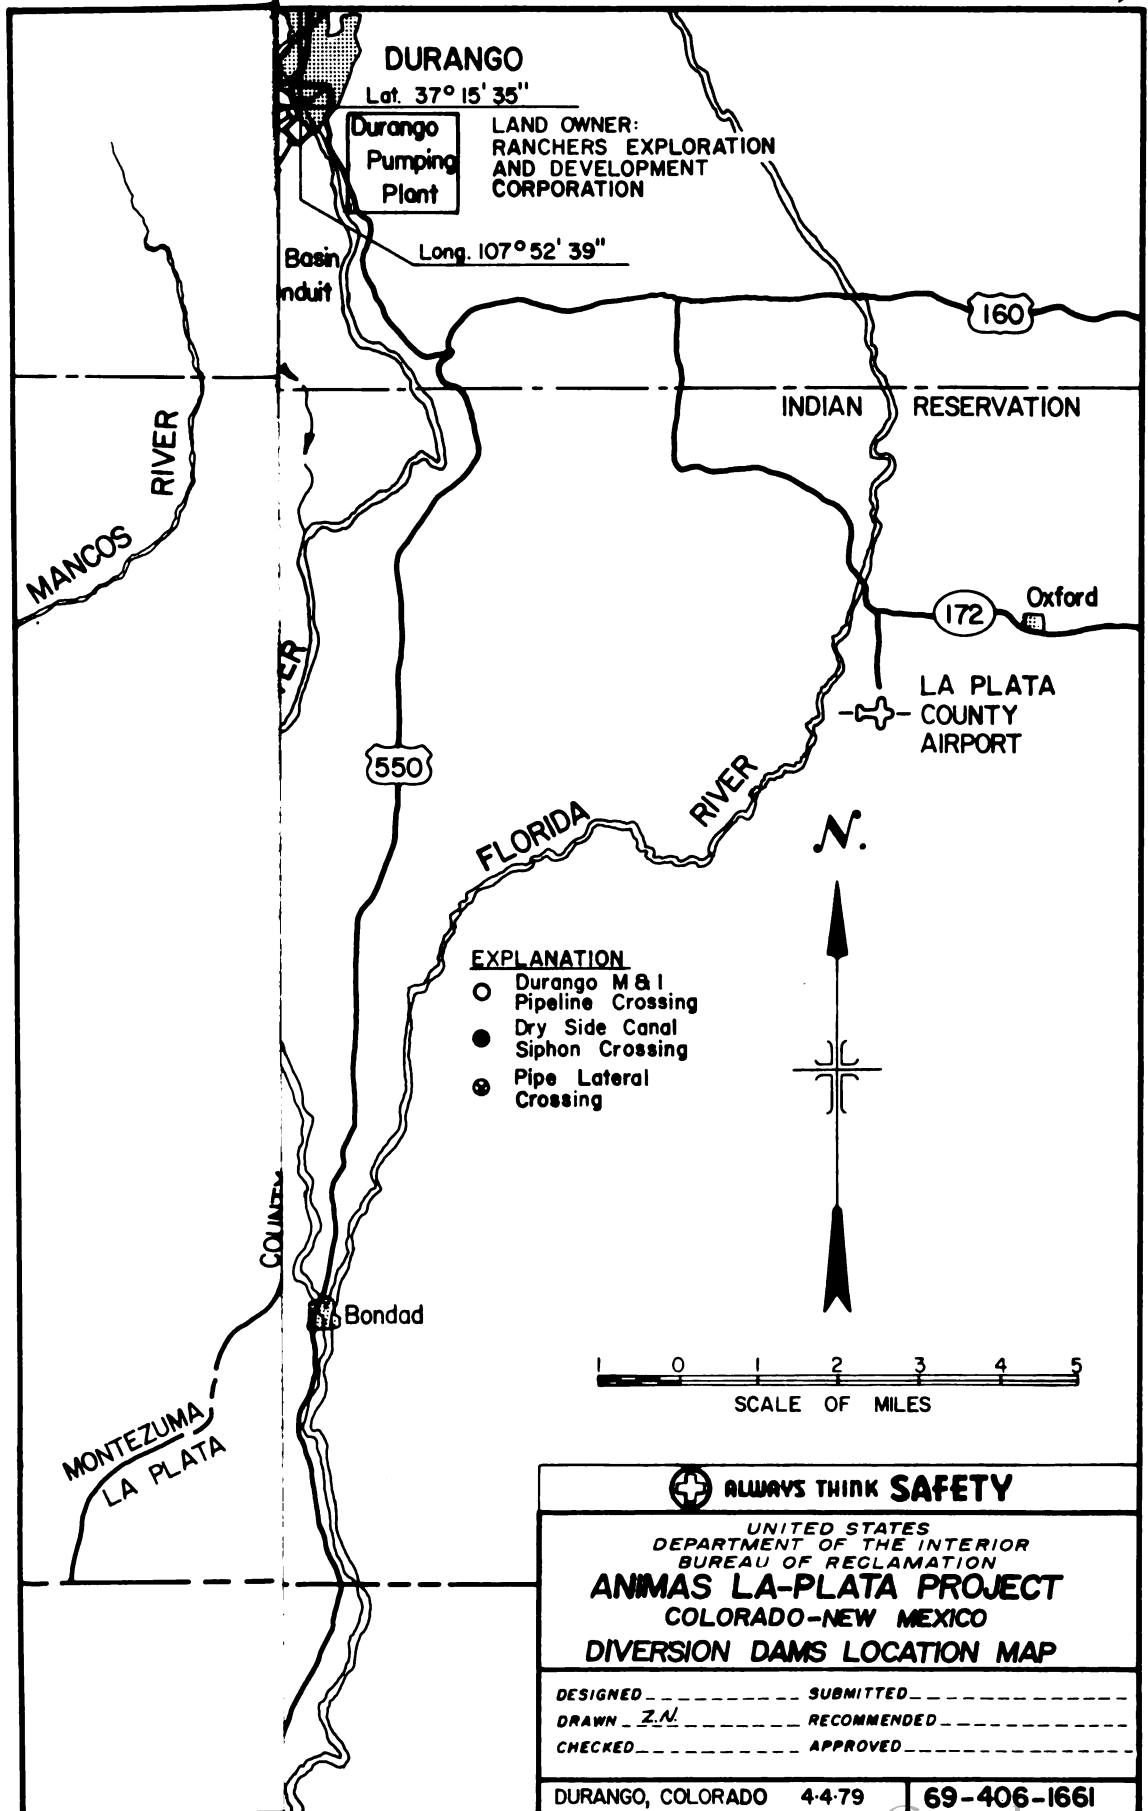 DURANGO
Lat. 37° 15' 35"
Durango
Pumping
Plant
LAND OWNER:
RANCHERS EXPLORATION
AND DEVELOPMENT
CORPORATION
Long. 107° 52' 39"
Basin
nduit
160
INDIAN RESERVATION
MANCOS RIVER
172
Oxford
LA PLATA
COUNTY
AIRPORT
550
FLORIDA RIVER
N.
EXPLANATION
Durango M & I
Pipeline Crossing
Dry Side Canal
Siphon Crossing
Pipe Lateral
Crossing
COUNTY
Bondad
1 0 1 2 3 4 5
SCALE OF MILES
MONTEZUMA
LA PLATA
ALWAYS THINK SAFETY
UNITED STATES
DEPARTMENT OF THE INTERIOR
BUREAU OF RECLAMATION
ANIMAS LA-PLATA PROJECT
COLORADO-NEW MEXICO
DIVERSION DAMS LOCATION MAP
DESIGNED SUBMITTED
DRAWN Z.N. RECOMMENDED
CHECKED APPROVED
DURANGO, COLORADO 4-4-79 69-406-1661